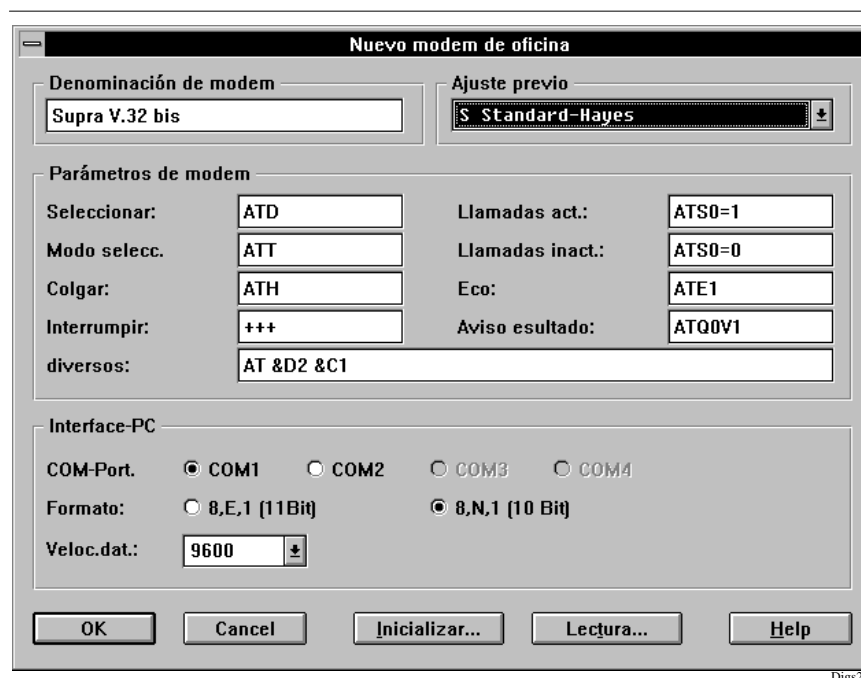 Nuevo modem de oficina
Denominación de modem
Ajuste previo
Supra V.32 bis
S Standard-Hayes
Parámetros de modem
Seleccionar: ATD Llamadas act.: ATS0=1
Modo selecc. ATT Llamadas inact.: ATS0=0
Colgar: ATH Eco: ATE1
Interrumpir: +++ Aviso esultado: ATQ0V1
diversos: AT &D2 &C1
Interface-PC
COM-Port. COM1 COM2 COM3 COM4
Formato: 8,E,1 (11Bit) 8,N,1 (10 Bit)
Veloc.dat.: 9600
OK Cancel Inicializar... Lectura... Help